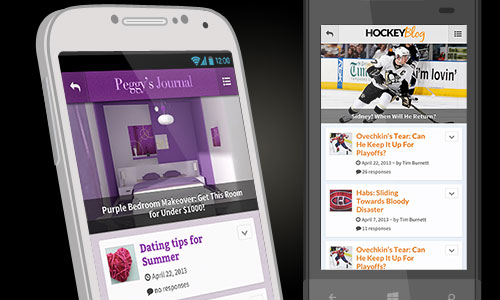 12:00
Peggy's Journal
Purple Bedroom Makeover: Get This Room
for Under $1000!
Dating tips for
Summer
April 22, 2013
no responses
HOCKEYBlog
Times
i'm lovin'
Sidney! When Will He Return?
Ovechkin's Tear: Can
He Keep It Up For
Playoffs?
April 22, 2013 • by Tim Burnett
26 responses
Habs: Sliding
Towards Bloody
Disaster
April 7, 2013 • by Tim Burnett
11 responses
Ovechkin's Tear: Can
He Keep It Up For
Playoffs?